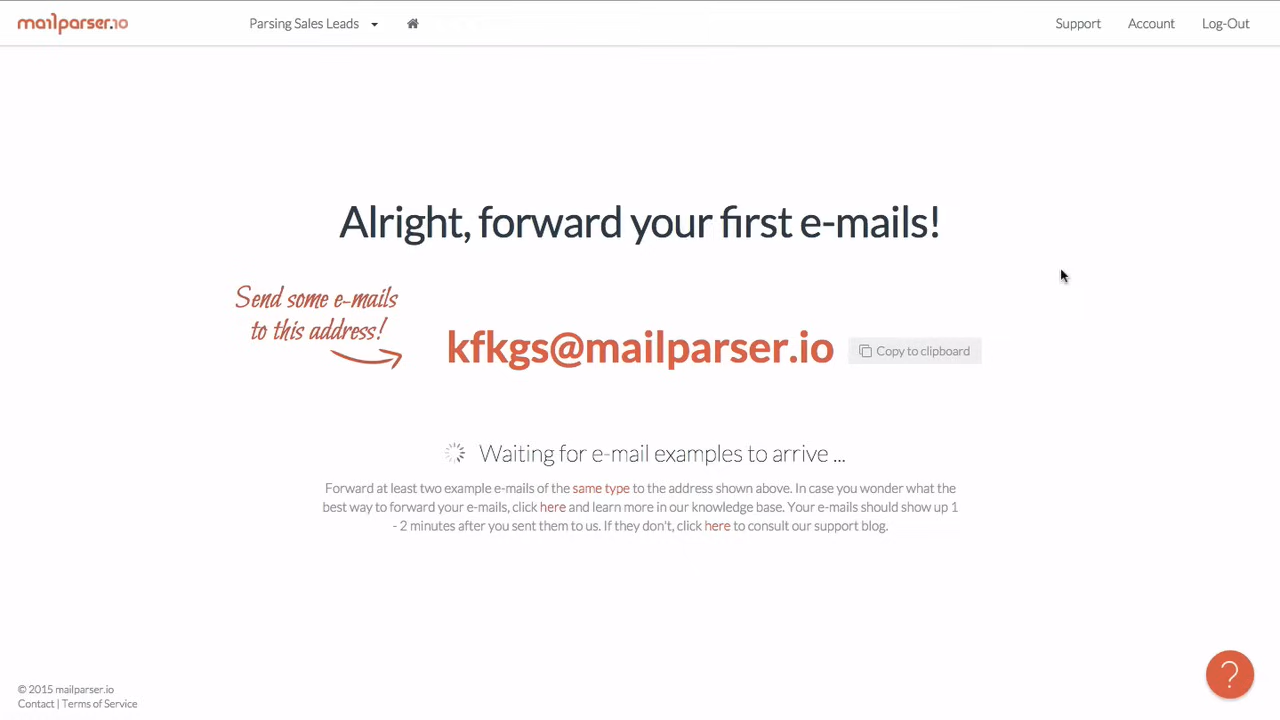 mailparser.io
Parsing Sales Leads
Support
Account
Log-Out
Alright, forward your first e-mails!
Send some e-mails
to this address!
kfkgs@mailparser.io
Copy to clipboard
Waiting for e-mail examples to arrive ...
Forward at least two example e-mails of the same type to the address shown above. In case you wonder what the
best way to forward your e-mails, click here and learn more in our knowledge base. Your e-mails should show up 1
- 2 minutes after you sent them to us. If they don't, click here to consult our support blog.
?
© 2015 mailparser.io
Contact | Terms of Service